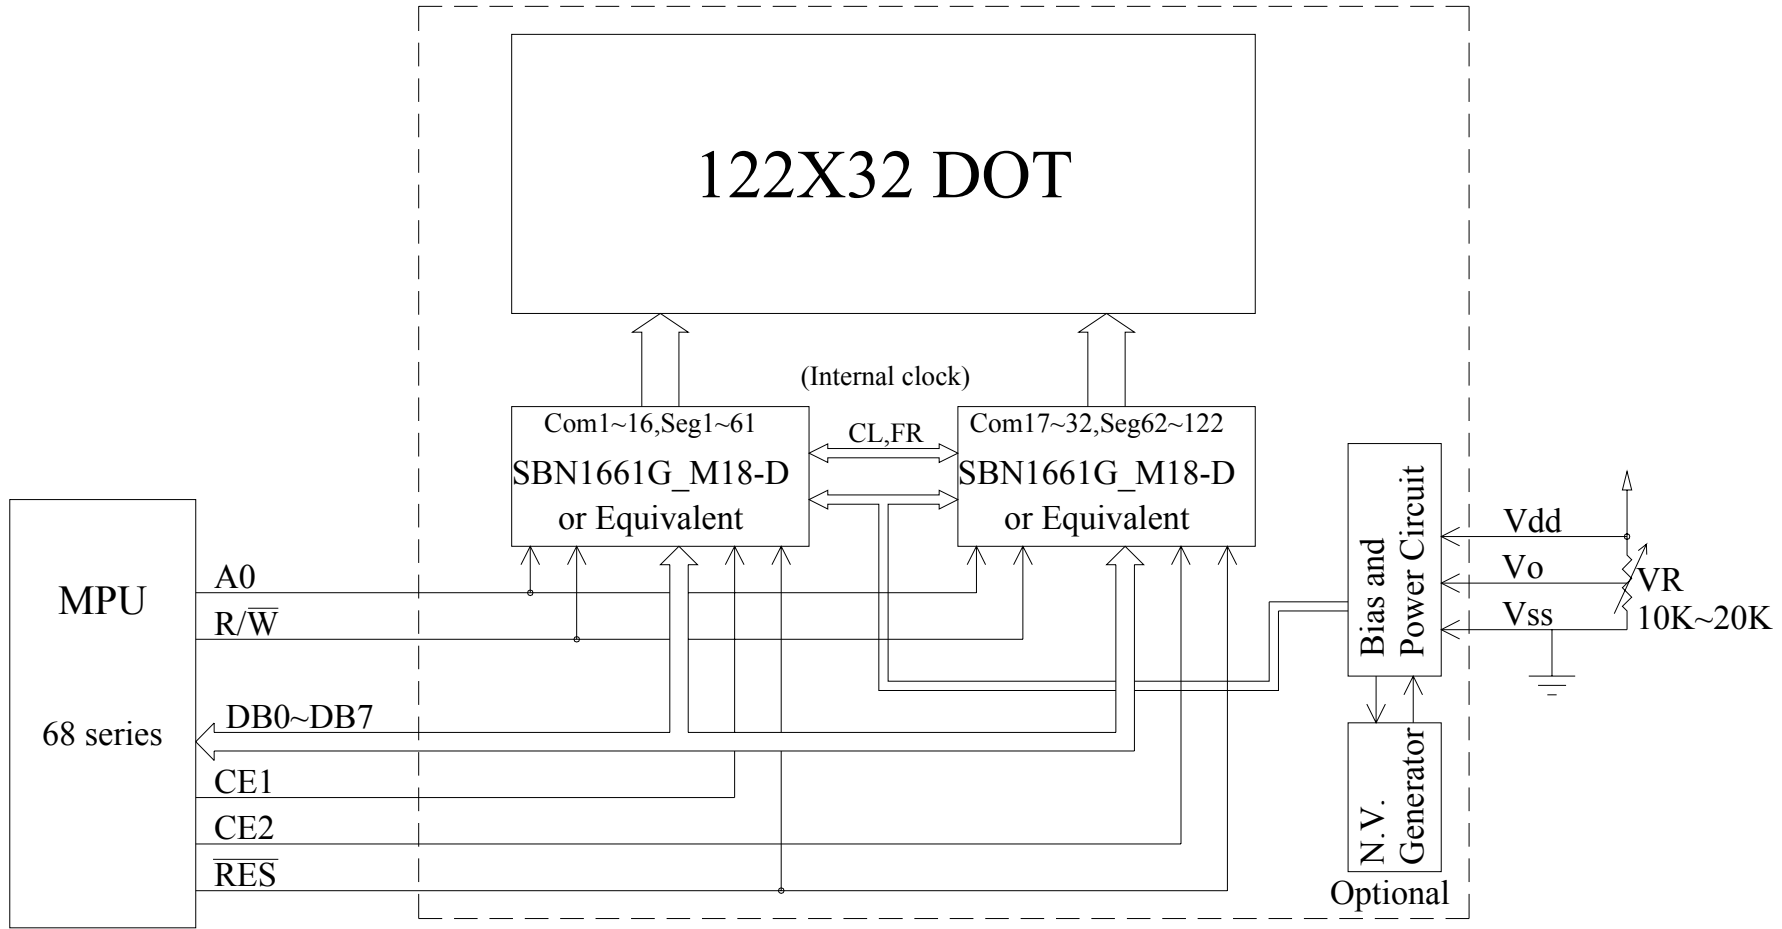 122X32 DOT
(Internal clock)
Com1~16,Seg1~61
SBN1661G_M18-D
or Equivalent
CL,FR
Com17~32,Seg62~122
SBN1661G_M18-D
or Equivalent
MPU
68 series
A0
R/W̅
DB0~DB7
CE1
CE2
R̅E̅S̅
Bias and
Power Circuit
Vdd
Vo
Vss
VR
10K~20K
N.V.
Generator
Optional